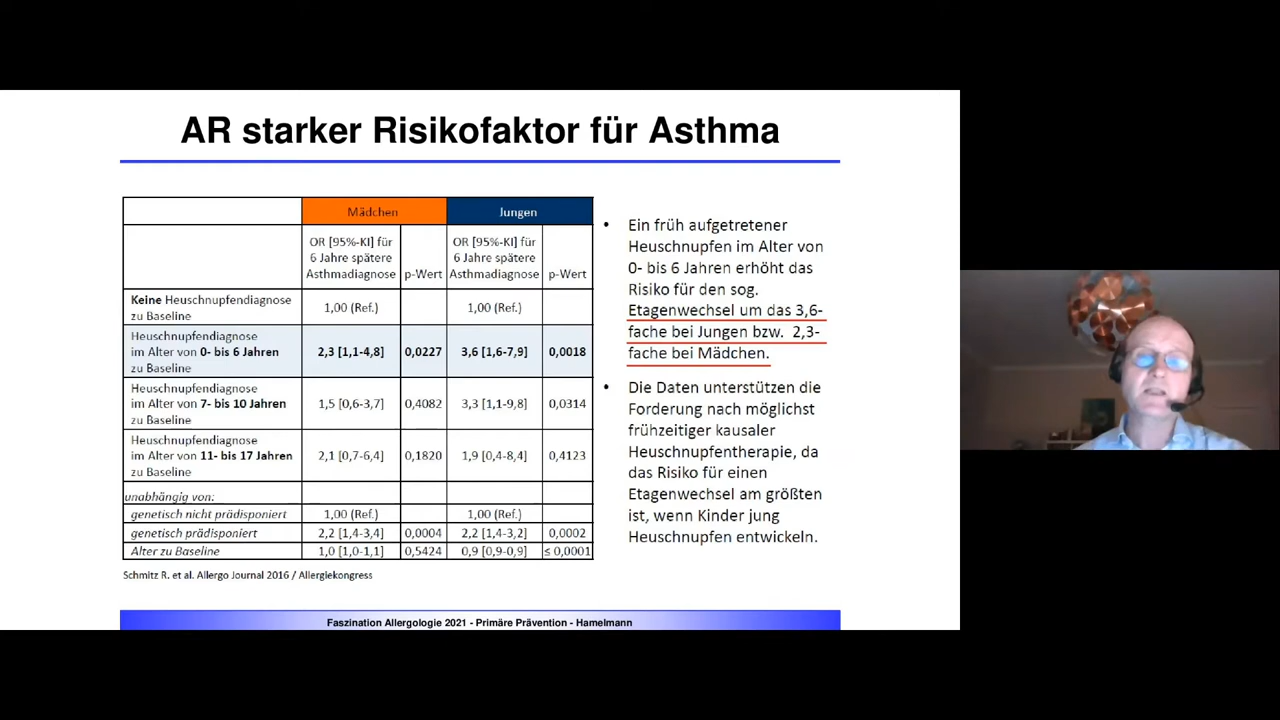 AR starker Risikofaktor für Asthma
Mädchen Jungen
OR [95%-KI] für
6 Jahre spätere
Asthmadiagnose p-Wert OR [95%-KI] für
6 Jahre spätere
Asthmadiagnose p-Wert
Keine Heuschnupfendiagnose
zu Baseline 1,00 (Ref.) 1,00 (Ref.)
Heuschnupfendiagnose
im Alter von 0- bis 6 Jahren
zu Baseline 2,3 [1,1-4,8] 0,0227 3,6 [1,6-7,9] 0,0018
Heuschnupfendiagnose
im Alter von 7- bis 10 Jahren
zu Baseline 1,5 [0,6-3,7] 0,4082 3,3 [1,1-9,8] 0,0314
Heuschnupfendiagnose
im Alter von 11- bis 17 Jahren
zu Baseline 2,1 [0,7-6,4] 0,1820 1,9 [0,4-8,4] 0,4123
unabhängig von:
genetisch nicht prädisponiert 1,00 (Ref.) 1,00 (Ref.)
genetisch prädisponiert 2,2 [1,4-3,4] 0,0004 2,2 [1,4-3,2] 0,0002
Alter zu Baseline 1,0 [1,0-1,1] 0,5424 0,9 [0,9-0,9] ≤ 0,0001
Schmitz R. et al. Allergo Journal 2016 / Allergiekongress
• Ein früh aufgetretener
Heuschnupfen im Alter von
0- bis 6 Jahren erhöht das
Risiko für den sog.
Etagenwechsel um das 3,6-
fache bei Jungen bzw. 2,3-
fache bei Mädchen.
• Die Daten unterstützen die
Forderung nach möglichst
frühzeitiger kausaler
Heuschnupfentherapie, da
das Risiko für einen
Etagenwechsel am größten
ist, wenn Kinder jung
Heuschnupfen entwickeln.
Faszination Allergologie 2021 - Primäre Prävention - Hamelmann